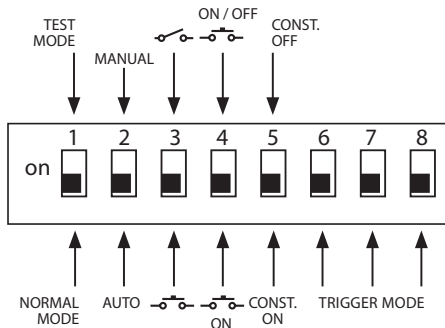 ON / OFF
TEST
MODE
CONST.
OFF
MANUAL
1 2 3 4 5 6 7 8
on
NORMAL
MODE
AUTO
ON
CONST.
ON
TRIGGER MODE